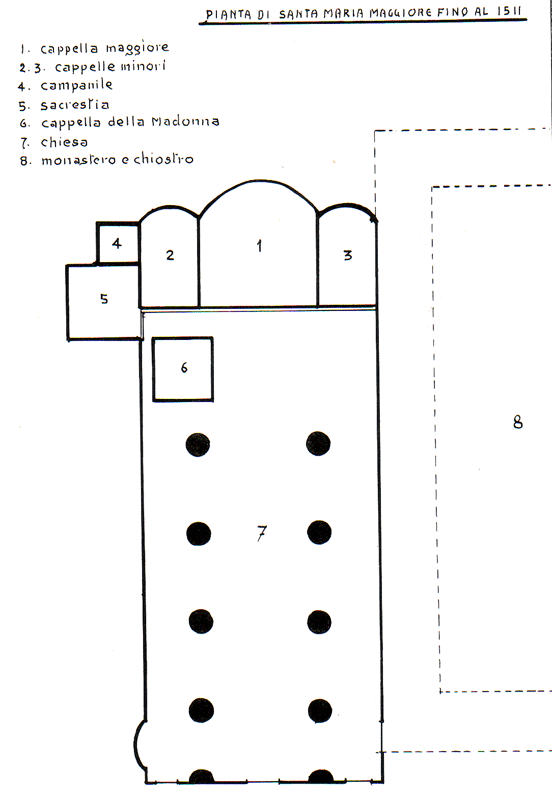 PIANTA DI SANTA MARIA MAGGIORE FINO AL 1511
1. cappella maggiore
2.3. cappelle minori
4. campanile
5. sacrestia
6. cappella della Madonna
7. chiesa
8. monastero e chiostro
4
2
1
3
5
6
8
7